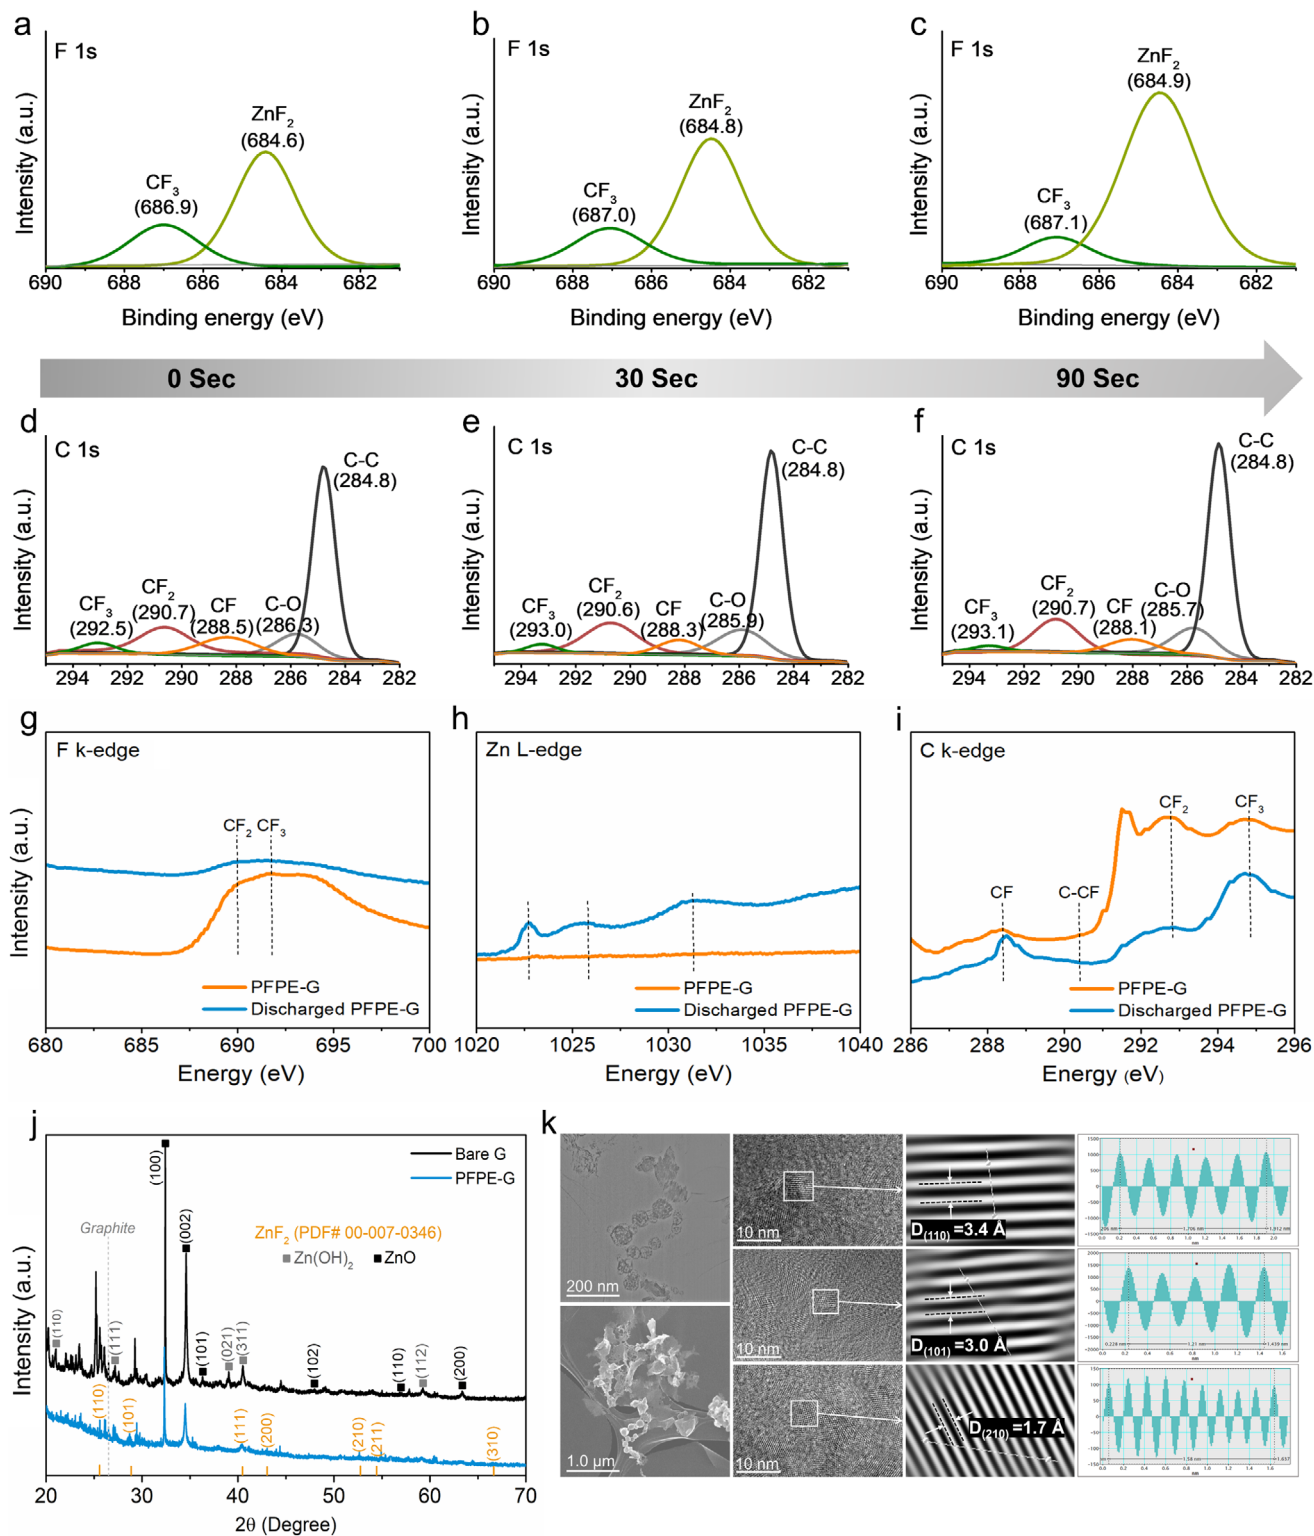 a
F 1s
ZnF2
(684.6)
CF3
(686.9)
Intensity (a.u.)
690 688 686 684 682
Binding energy (eV)
b
F 1s
ZnF2
(684.8)
CF3
(687.0)
Intensity (a.u.)
690 688 686 684 682
Binding energy (eV)
c
F 1s
ZnF2
(684.9)
CF3
(687.1)
Intensity (a.u.)
690 688 686 684 682
Binding energy (eV)
0 Sec 30 Sec 90 Sec
d
C 1s
C-C
(284.8)
CF3
(292.5)
CF2
(290.7)
CF
(288.5)
C-O
(286.3)
Intensity (a.u.)
294 292 290 288 286 284 282
e
C 1s
C-C
(284.8)
CF3
(293.0)
CF2
(290.6)
CF
(288.3)
C-O
(285.9)
Intensity (a.u.)
294 292 290 288 286 284 282
f
C 1s
C-C
(284.8)
CF3
(293.1)
CF2
(290.7)
CF
(288.1)
C-O
(285.7)
Intensity (a.u.)
294 292 290 288 286 284 282
g
F k-edge
CF2 CF3
PFPE-G
Discharged PFPE-G
Intensity (a.u.)
680 685 690 695 700
Energy (eV)
h
Zn L-edge
PFPE-G
Discharged PFPE-G
1020 1025 1030 1035 1040
Energy (eV)
i
C k-edge
CF C-CF CF2 CF3
PFPE-G
Discharged PFPE-G
286 288 290 292 294 296
Energy (eV)
j
Bare G
PFPE-G
Graphite
ZnF2 (PDF# 00-007-0346)
Zn(OH)2 ZnO
(110) (111) (100) (002) (101) (021) (311) (102) (110) (112) (200)
(110) (101) (111) (200) (210) (211) (310)
Intensity (a.u.)
20 30 40 50 60 70
2θ (Degree)
k
200 nm
1.0 μm
10 nm
D(110) =3.4 Å
10 nm
D(101) =3.0 Å
10 nm
D(210) =1.7 Å